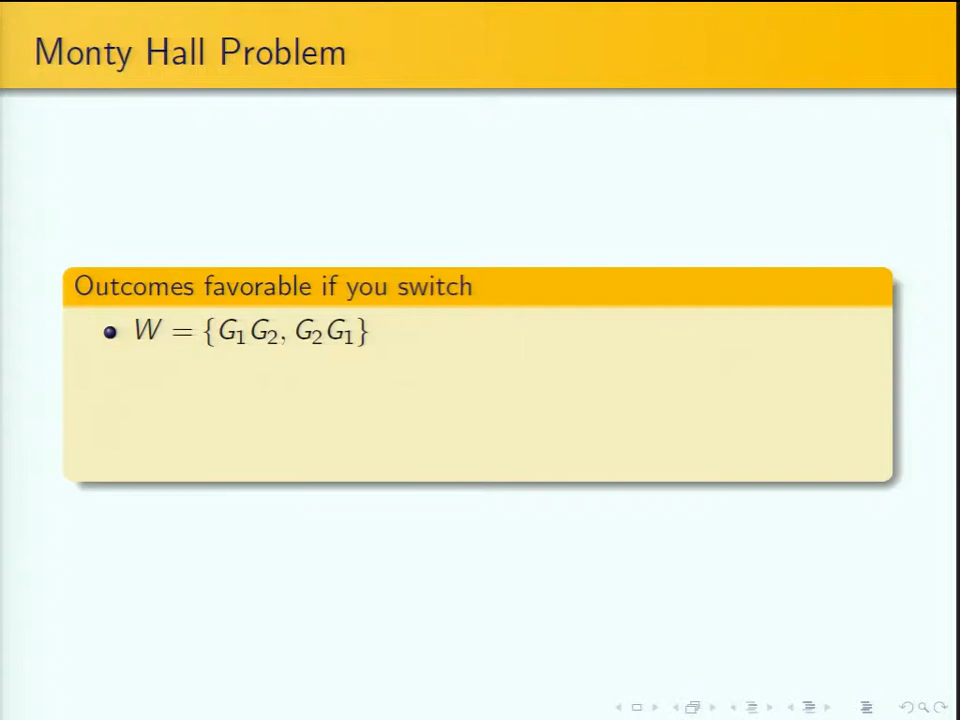 Monty Hall Problem
Outcomes favorable if you switch
W = {G₁G₂, G₂G₁}